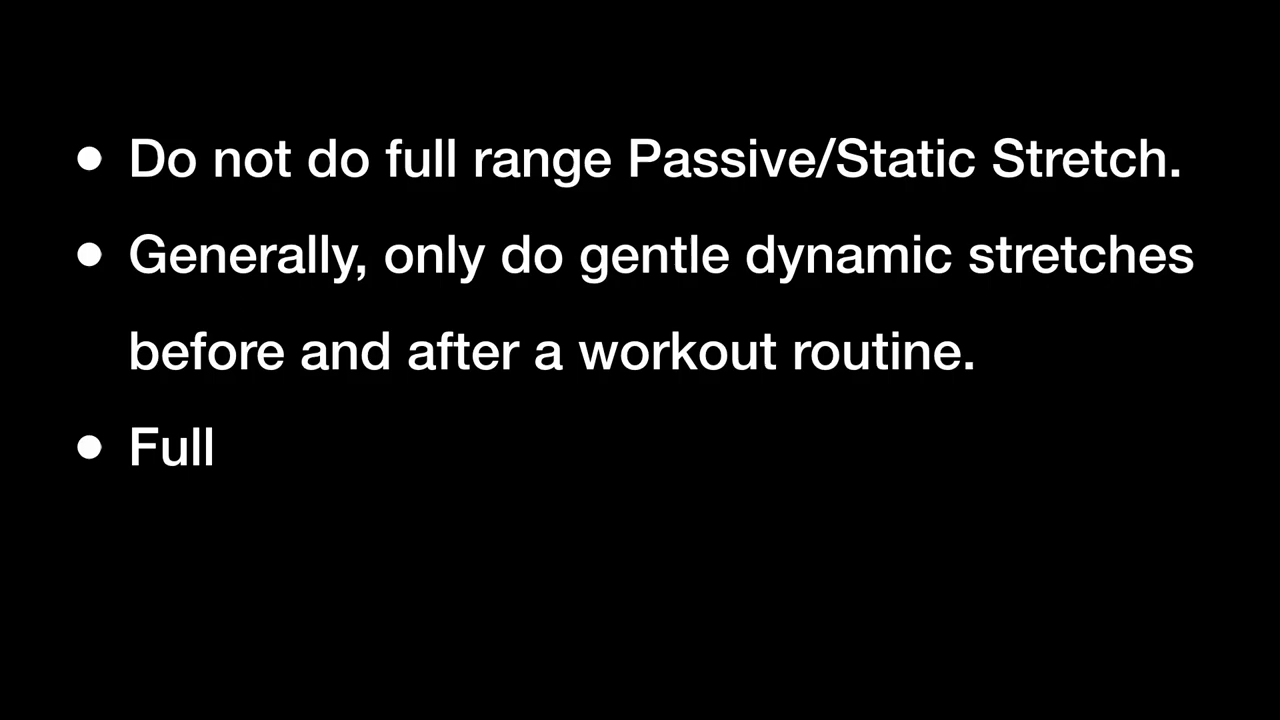 ● Do not do full range Passive/Static Stretch.
● Generally, only do gentle dynamic stretches
before and after a workout routine.
● Full